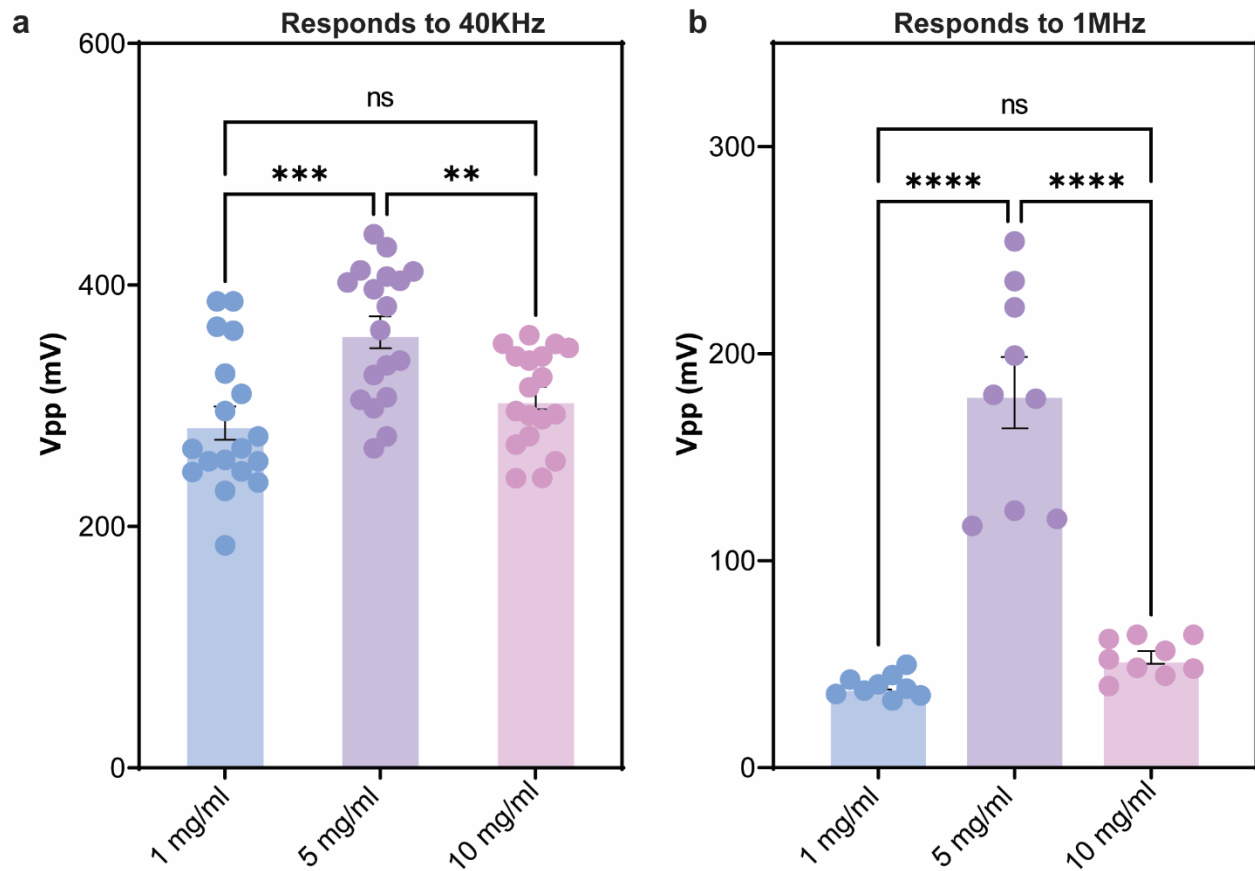 a
Responds to 40KHz
600
400
200
0
Vpp (mV)
ns
***
**
1 mg/ml
5 mg/ml
10 mg/ml
b
Responds to 1MHz
300
200
100
0
Vpp (mV)
ns
****
****
1 mg/ml
5 mg/ml
10 mg/ml